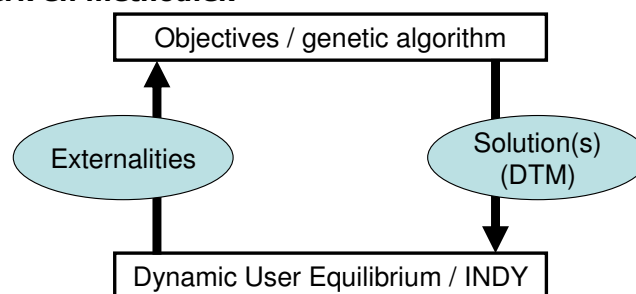 Objectives / genetic algorithm
Externalities
Solution(s)
(DTM)
Dynamic User Equilibrium / INDY